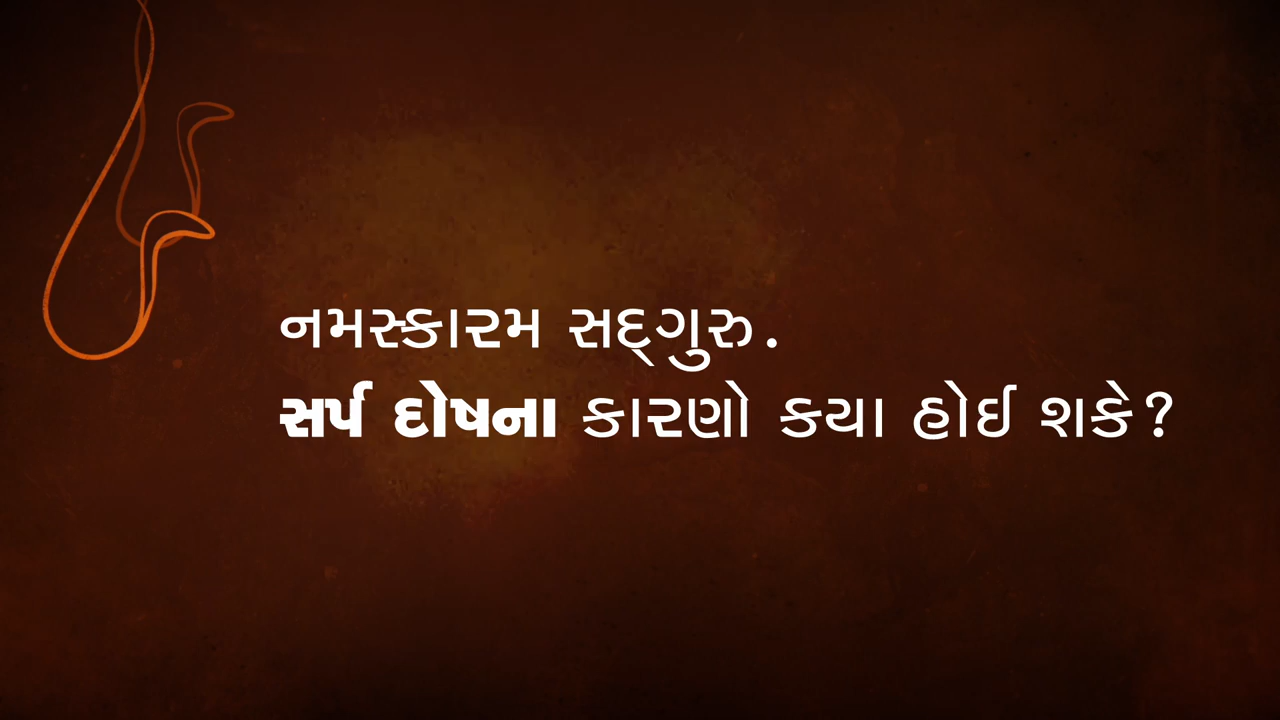 નમસ્કારમ સદ્‌ગુરુ.
સર્પ દોષના કારણો કયા હોઈ શકે?